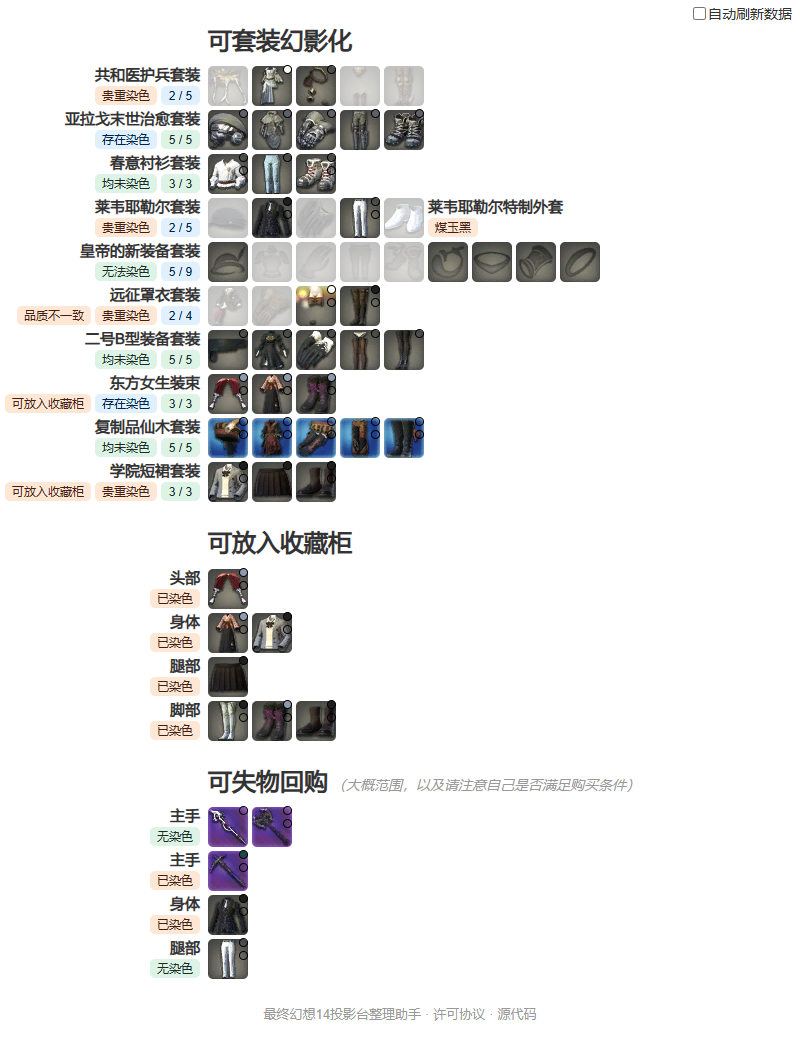 自动刷新数据
可套装幻影化
共和医护兵套装
贵重染色 2 / 5
亚拉戈末世治愈套装
存在染色 5 / 5
春意衬衫套装
均未染色 3 / 3
莱韦耶勒尔套装
贵重染色 2 / 5
莱韦耶勒尔特制外套
煤玉黑
皇帝的新装备套装
无法染色 5 / 9
远征罩衣套装
品质不一致 贵重染色 2 / 4
二号B型装备套装
均未染色 5 / 5
东方女生装束
可放入收藏柜 存在染色 3 / 3
复制品仙木套装
均未染色 5 / 5
学院短裙套装
可放入收藏柜 贵重染色 3 / 3
可放入收藏柜
头部
已染色
身体
已染色
腿部
已染色
脚部
已染色
可失物回购 （大概范围，以及请注意自己是否满足购买条件）
主手
无染色
主手
已染色
身体
已染色
腿部
无染色
最终幻想14投影台整理助手 · 许可协议 · 源代码